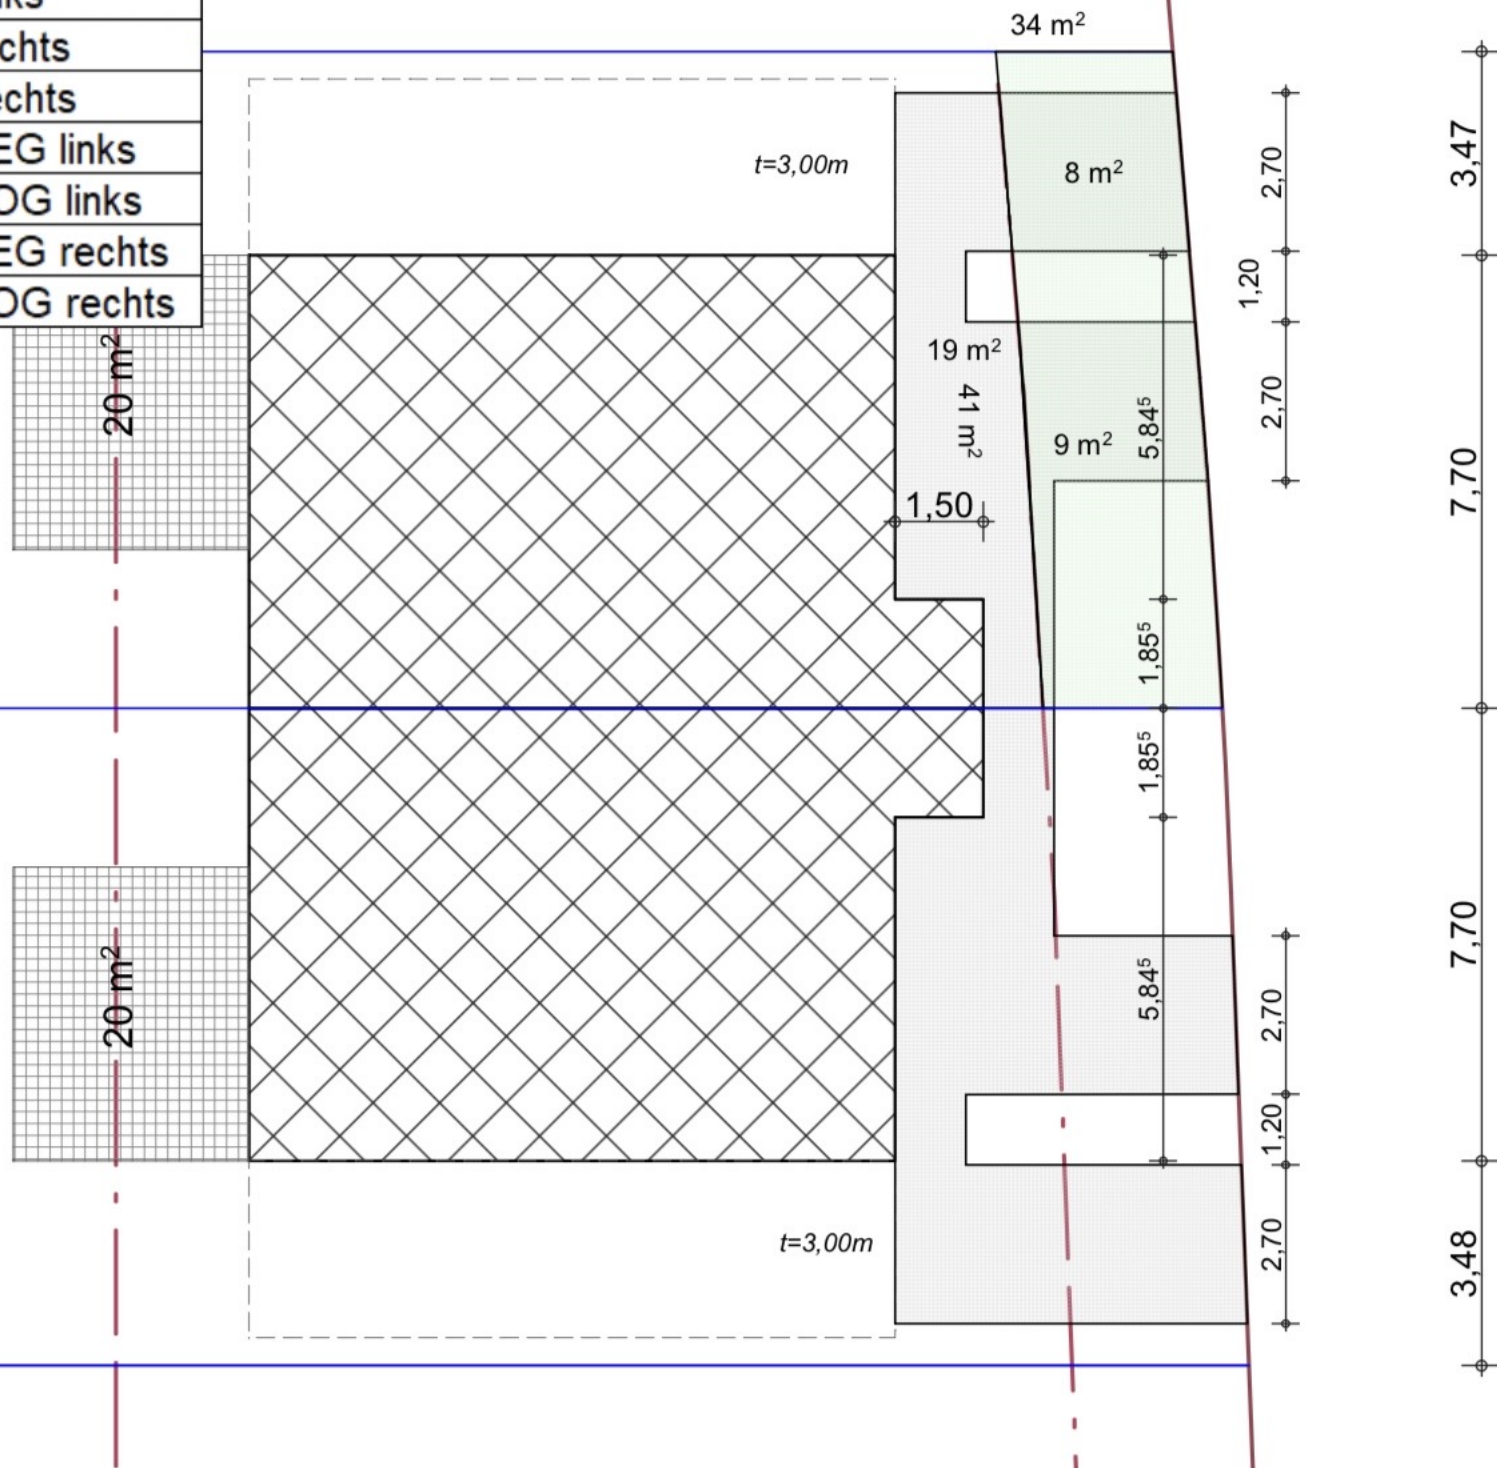 chts
echts
EG links
OG links
EG rechts
OG rechts
34 m²
t=3,00m
8 m²
2,70
3,47
1,20
20 m²
19 m²
41 m²
9 m²
5,84⁵
2,70
7,70
1,50
1,85⁵
1,85⁵
7,70
20 m²
5,84⁵
2,70
1,20
t=3,00m
2,70
3,48